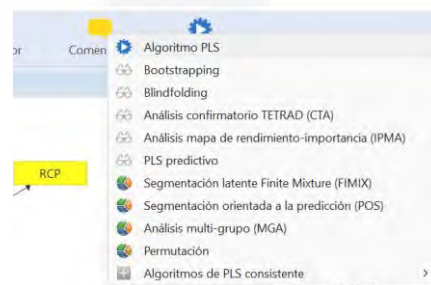 or
Comen
Algoritmo PLS
Bootstrapping
Blindfolding
Análisis confirmatorio TETRAD (CTA)
Análisis mapa de rendimiento-importancia (IPMA)
PLS predictivo
RCP
Segmentación latente Finite Mixture (FIMIX)
Segmentación orientada a la predicción (POS)
Análisis multi-grupo (MGA)
Permutación
Algoritmos de PLS consistente